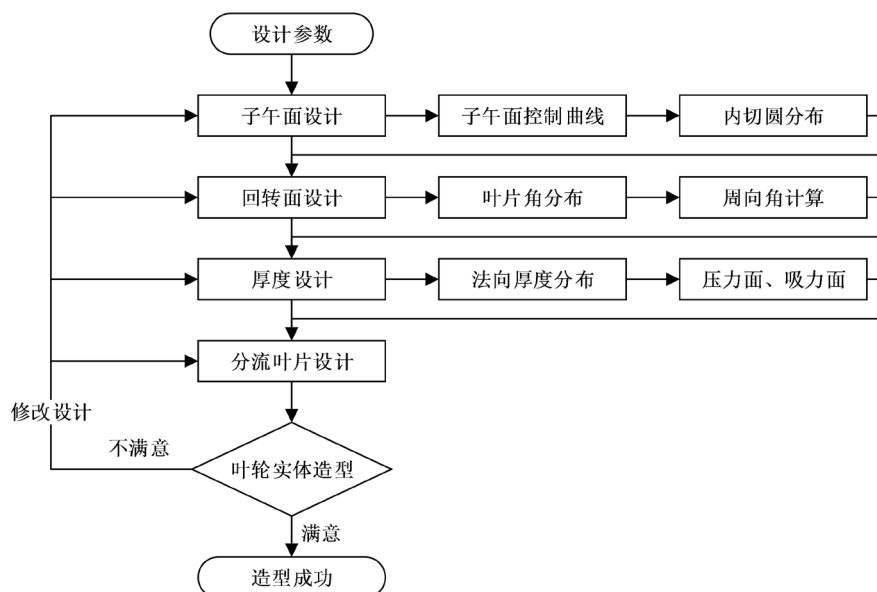 设计参数
子午面设计
子午面控制曲线
内切圆分布
回转面设计
叶片角分布
周向角计算
厚度设计
法向厚度分布
压力面、吸力面
分流叶片设计
修改设计
不满意
叶轮实体造型
满意
造型成功